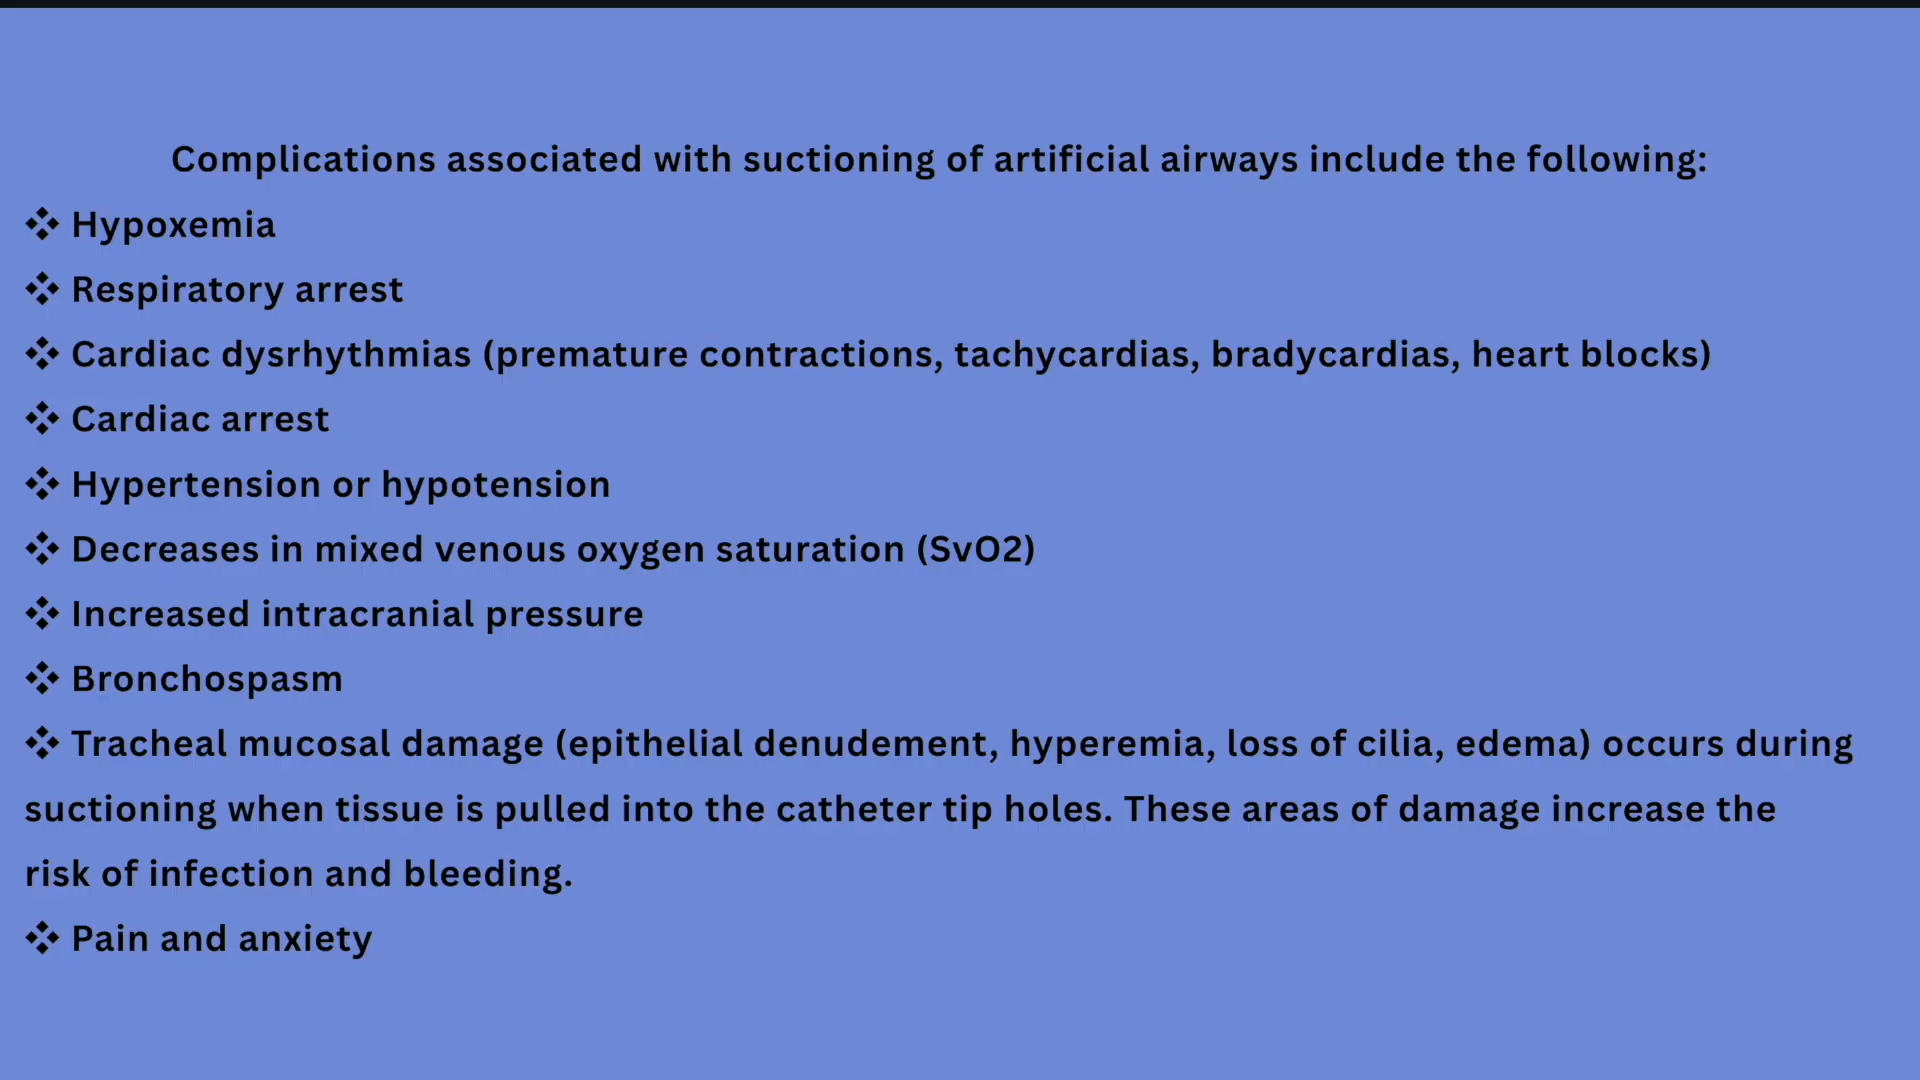 Complications associated with suctioning of artificial airways include the following:
❖ Hypoxemia
❖ Respiratory arrest
❖ Cardiac dysrhythmias (premature contractions, tachycardias, bradycardias, heart blocks)
❖ Cardiac arrest
❖ Hypertension or hypotension
❖ Decreases in mixed venous oxygen saturation (SvO2)
❖ Increased intracranial pressure
❖ Bronchospasm
❖ Tracheal mucosal damage (epithelial denudement, hyperemia, loss of cilia, edema) occurs during
suctioning when tissue is pulled into the catheter tip holes. These areas of damage increase the
risk of infection and bleeding.
❖ Pain and anxiety